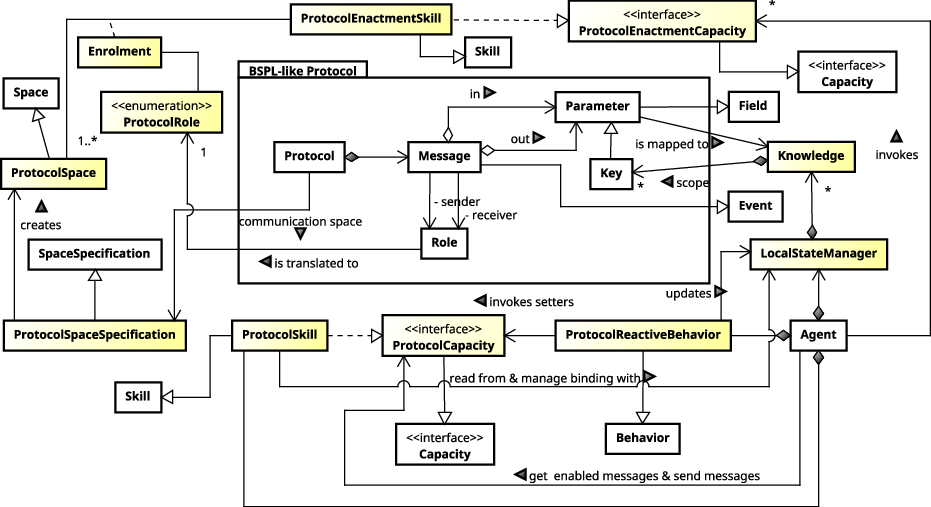 ProtocolEnactmentSkill
<<interface>>
ProtocolEnactmentCapacity
*
Enrolment
Skill
<<interface>>
Capacity
BSPL-like Protocol
Space
in
Parameter
Field
<<enumeration>>
ProtocolRole
1..*
1
out
is mapped to
invokes
Protocol
Message
Knowledge
ProtocolSpace
Key
*
scope
*
creates
- sender
- receiver
Event
communication space
SpaceSpecification
Role
LocalStateManager
is translated to
updates
invokes setters
ProtocolSpaceSpecification
ProtocolSkill
<<interface>>
ProtocolCapacity
ProtocolReactiveBehavior
Agent
read from & manage binding with
Skill
<<interface>>
Capacity
Behavior
get enabled messages & send messages